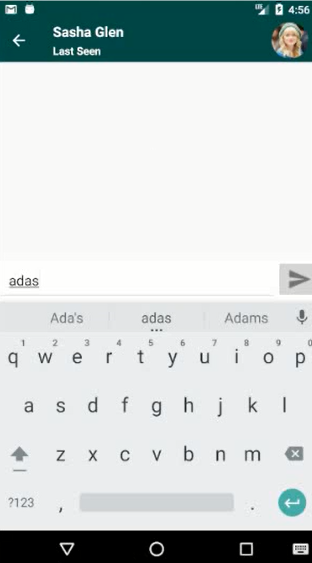 4:56
Sasha Glen
Last Seen
adas
Ada's adas Adams
1 2 3 4 5 6 7 8 9 0
q w e r t y u i o p
a s d f g h j k l
z x c v b n m
?123 , .